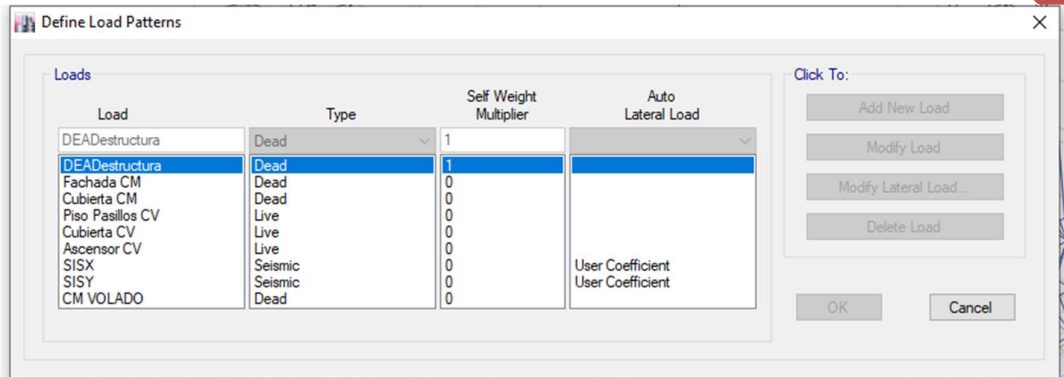 Define Load Patterns
Loads
Click To:
Load Type Self Weight Multiplier Auto Lateral Load
DEADestructura Dead 1
DEADestructura Dead 1
Fachada CM Dead 0
Cubierta CM Dead 0
Piso Pasillos CV Live 0
Cubierta CV Live 0
Ascensor CV Live 0
SISX Seismic 0 User Coefficient
SISY Seismic 0 User Coefficient
CM VOLADO Dead 0
Add New Load
Modify Load
Modify Lateral Load...
Delete Load
OK Cancel